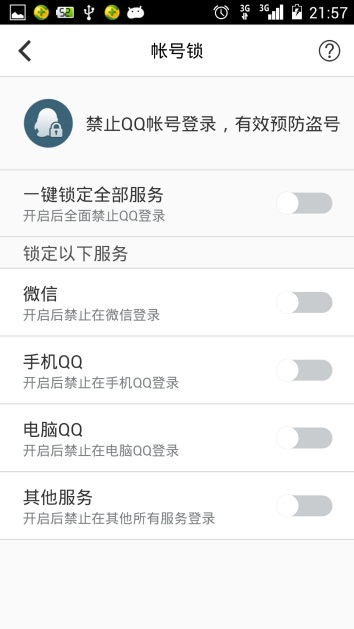 3G 3G 21:57
帐号锁
禁止QQ帐号登录，有效预防盗号
一键锁定全部服务
开启后全面禁止QQ登录
锁定以下服务
微信
开启后禁止在微信登录
手机QQ
开启后禁止在手机QQ登录
电脑QQ
开启后禁止在电脑QQ登录
其他服务
开启后禁止在其他所有服务登录